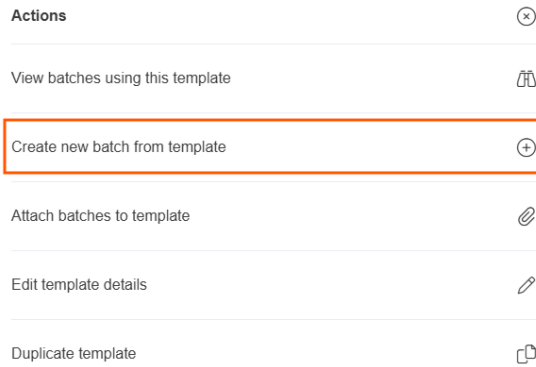 Actions
View batches using this template
Create new batch from template
Attach batches to template
Edit template details
Duplicate template